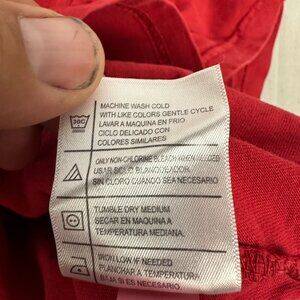 30C
MACHINE WASH COLD
WITH LIKE COLORS GENTLE CYCLE
LAVAR A MAQUINA EN FRIO
CICLO DELICADO CON
COLORES SIMILARES
ONLY NON-CHLORINE BLEACH WHEN NEEDED
BLANQUEADOR.
SIN CLORO CUANDO SEA NECESARIO
TUMBLE DRY MEDIUM
SECAR EN MAQUINA A
TEMPERATURA MEDIANA.
IRON LOW IF NEEDED
PLANCHAR A TEMPERATURA